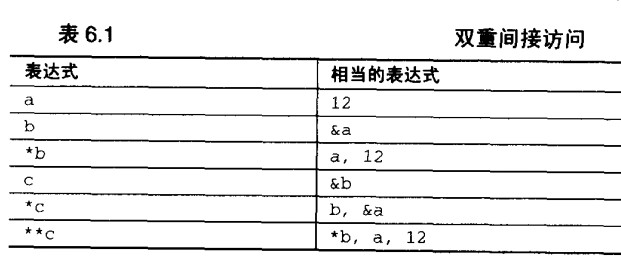 表 6.1 双重间接访问
表达式 相当的表达式
a 12
b &a
*b a, 12
c &b
*c b, &a
**c *b, a, 12